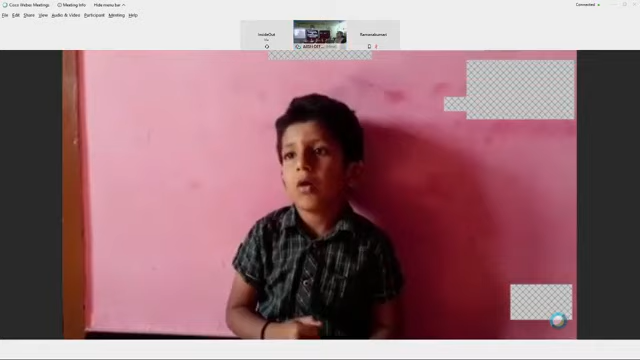 Cisco Webex Meetings
Meeting Info
Hide menu bar
Connected
File Edit Share View Audio & Video Participant Meeting Help
InsideOut